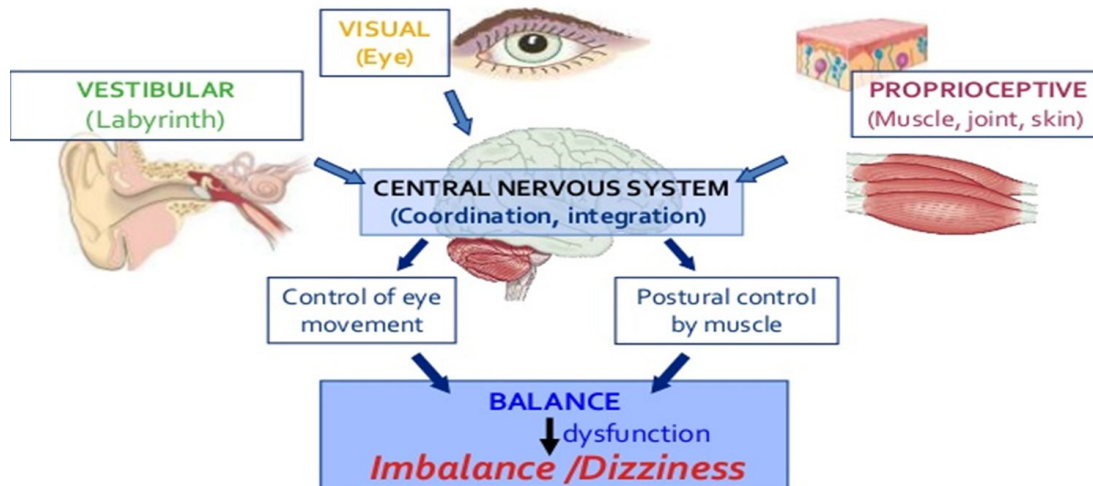 VISUAL
(Eye)
VESTIBULAR
(Labyrinth)
PROPRIOCEPTIVE
(Muscle, joint, skin)
CENTRAL NERVOUS SYSTEM
(Coordination, integration)
Control of eye
movement
Postural control
by muscle
BALANCE
dysfunction
Imbalance /Dizziness